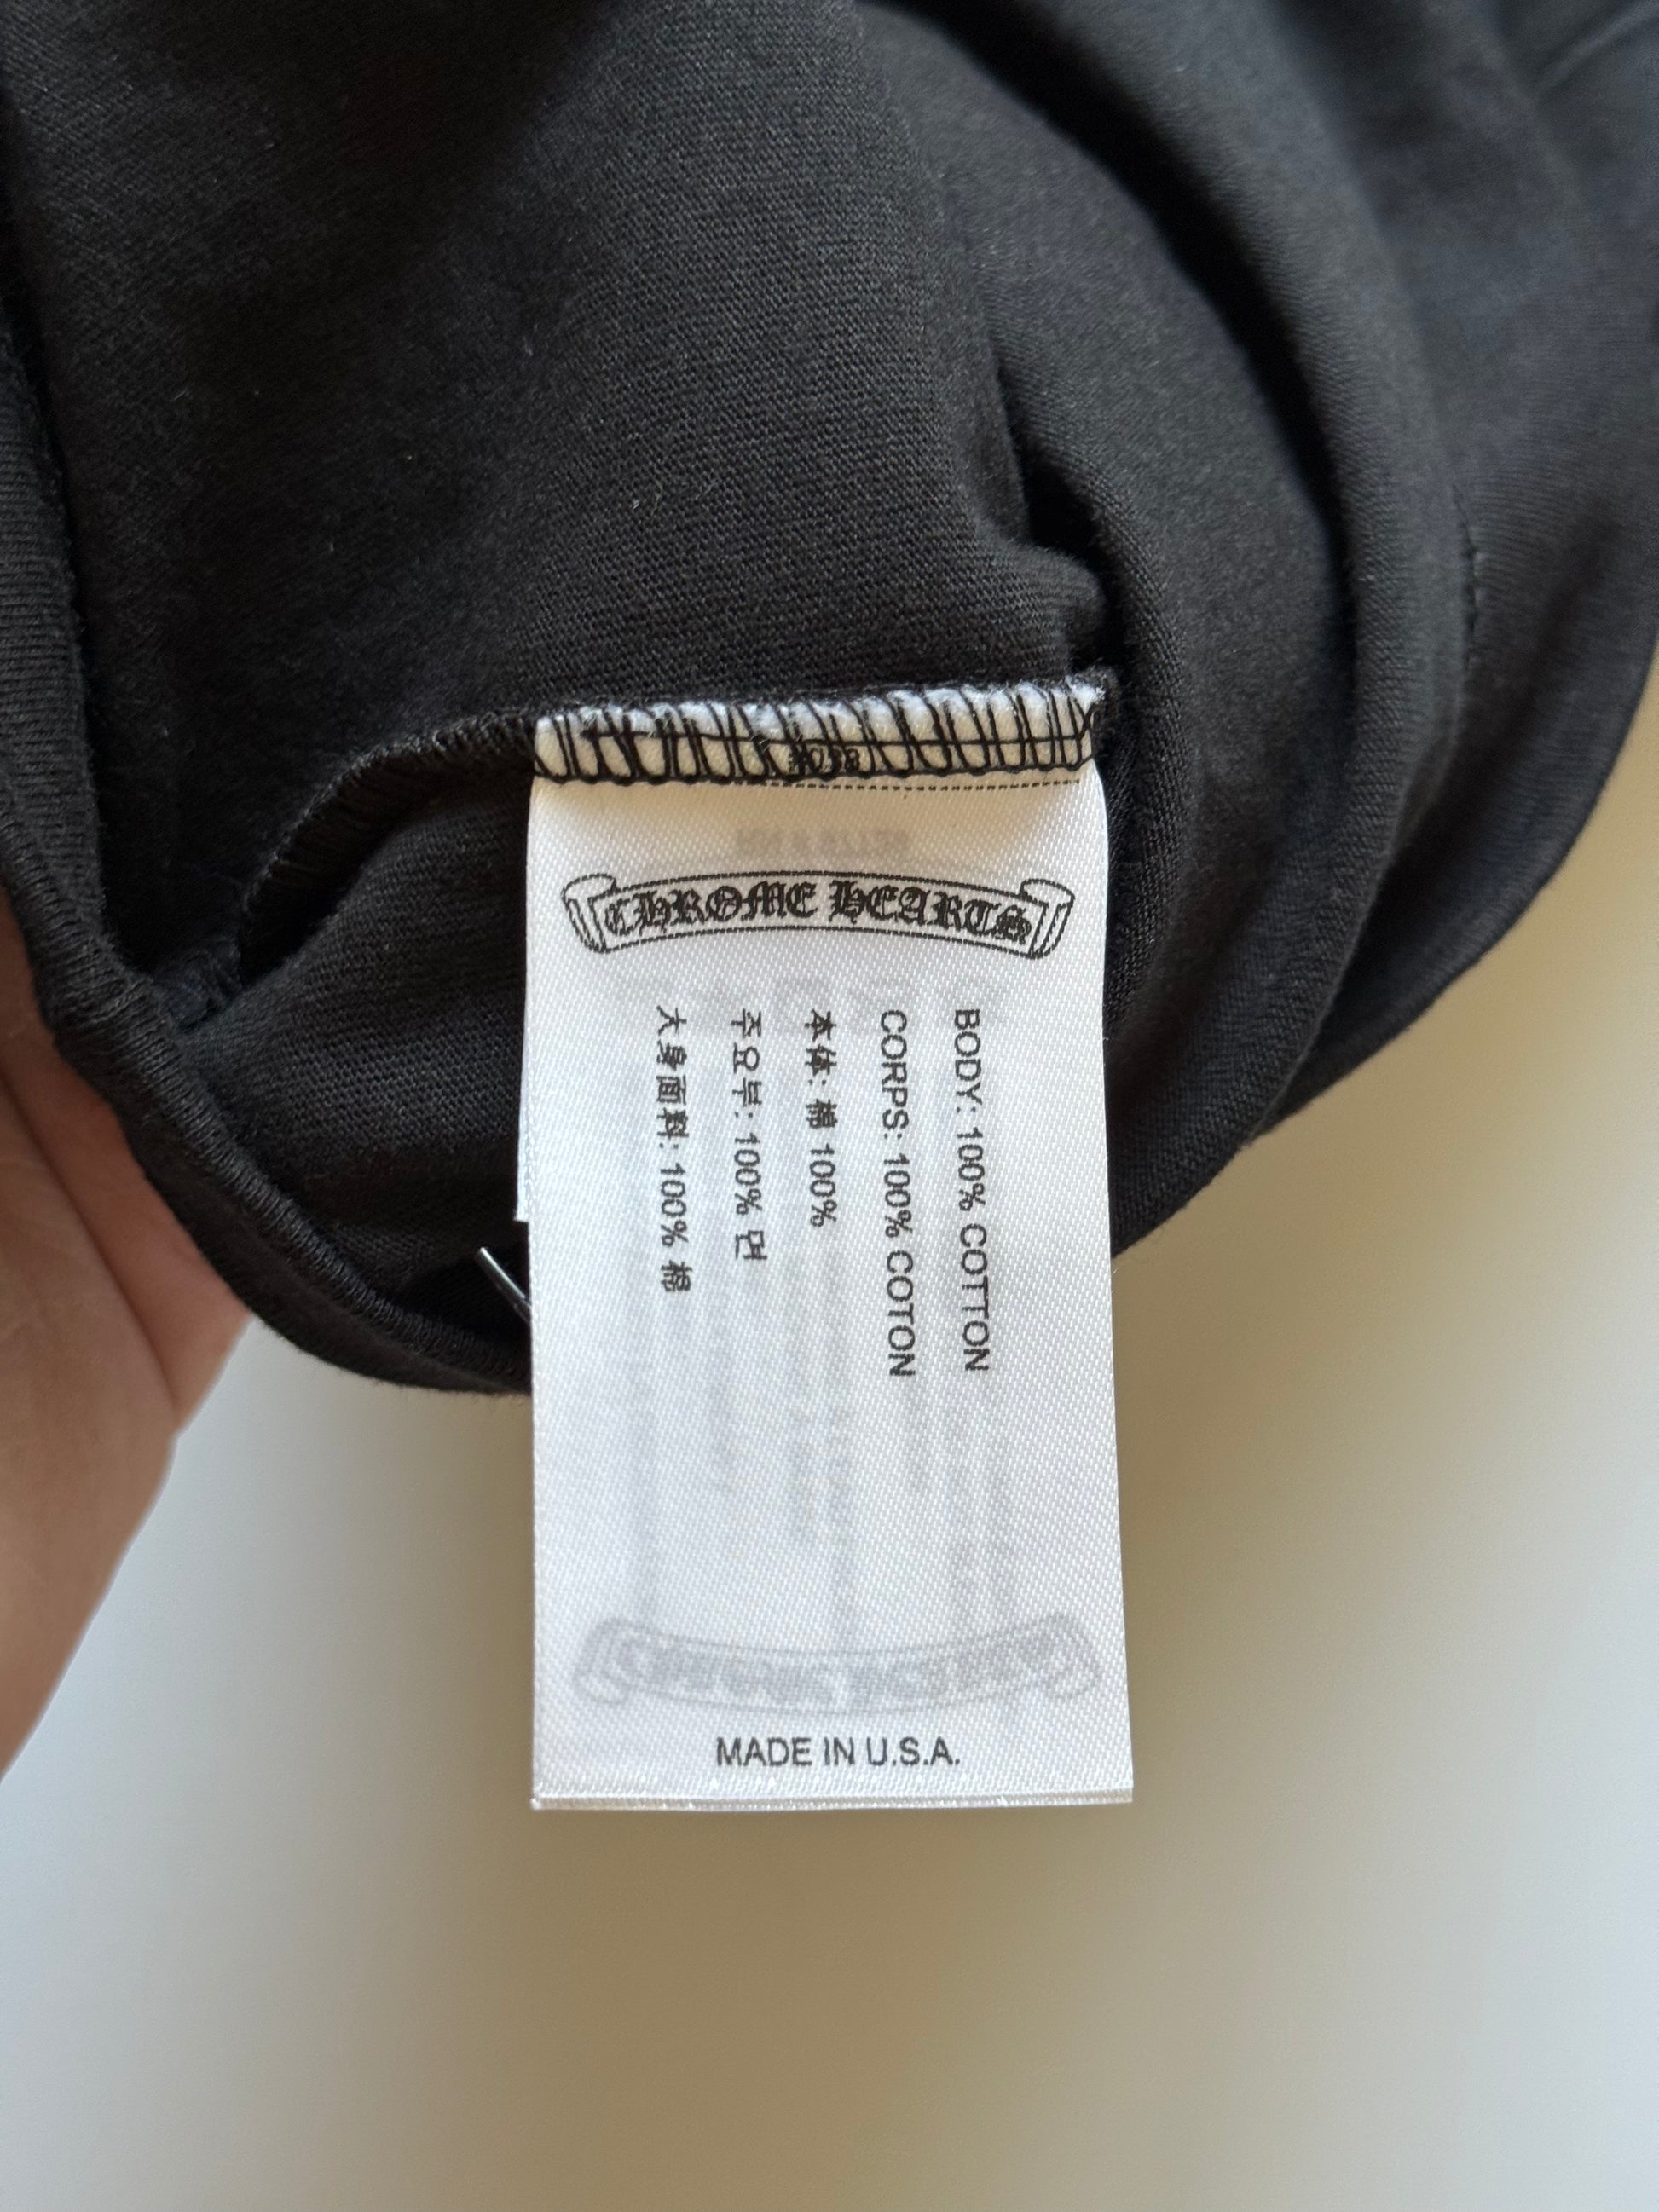 CHROME HEARTS
BODY: 100% COTTON
CORPS: 100% COTON
本体: 棉 100%
주요부: 100% 면
大身面料: 100% 棉
MADE IN U.S.A.